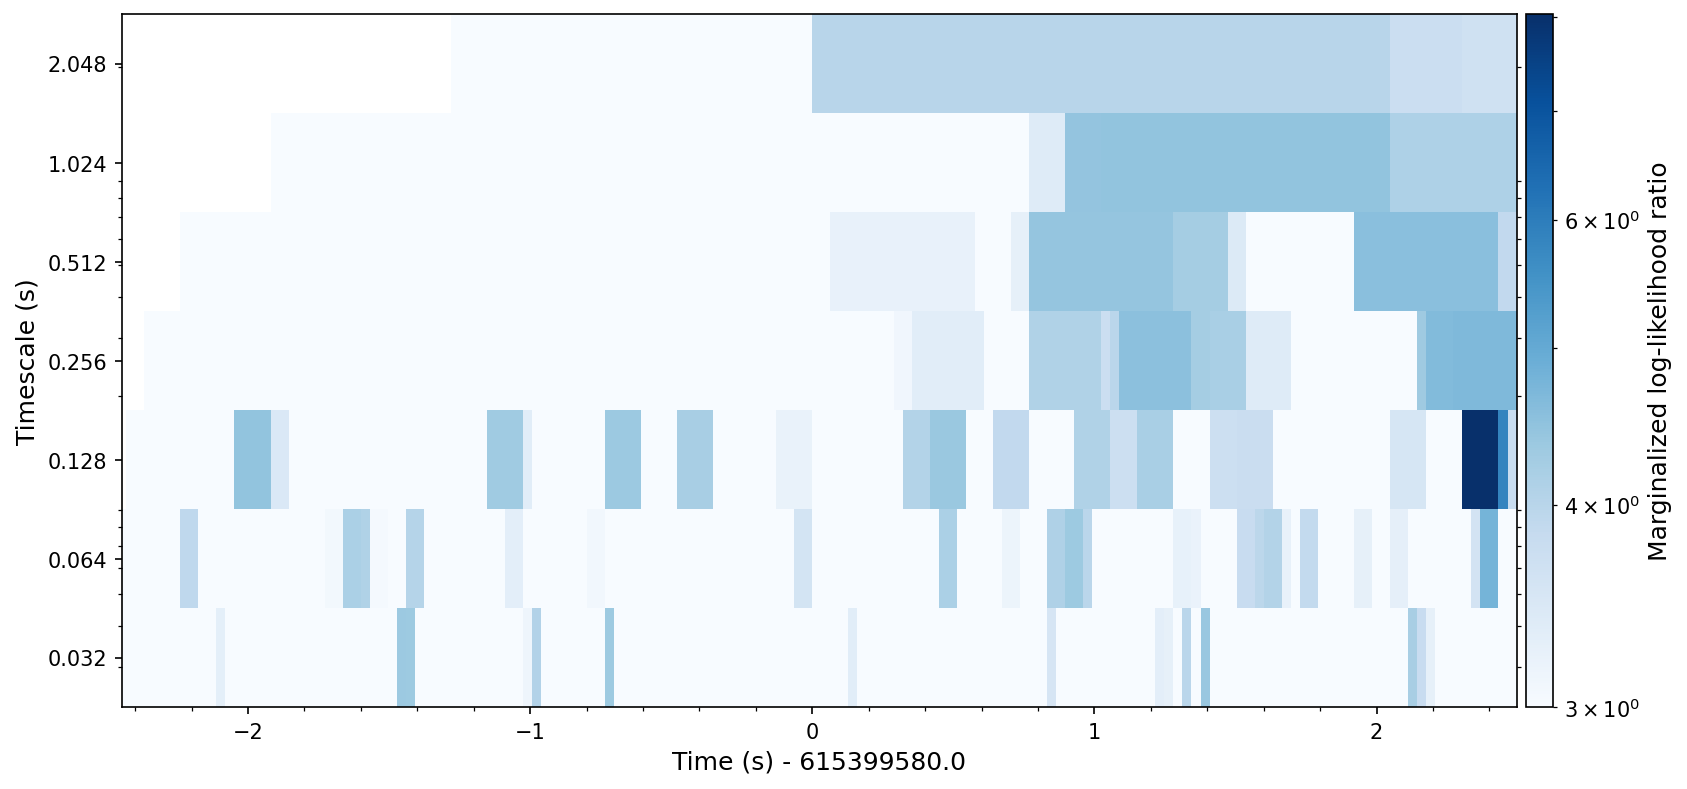 2.048
1.024
0.512
0.256
0.128
0.064
0.032
Timescale (s)
−2
−1
0
1
2
Time (s) - 615399580.0
6 × 10⁰
4 × 10⁰
3 × 10⁰
Marginalized log-likelihood ratio